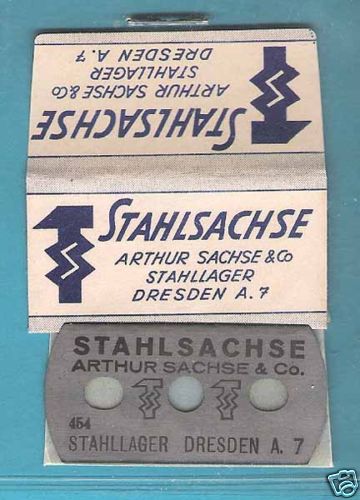 DRESDEN A. 7
STAHLLAGER
ARTHUR SACHSE & Co
STAHLSACHSE
STAHLSACHSE
ARTHUR SACHSE & Co
STAHLLAGER
DRESDEN A. 7
STAHLSACHSE
ARTHUR SACHSE & Co.
454
STAHLLAGER DRESDEN A. 7